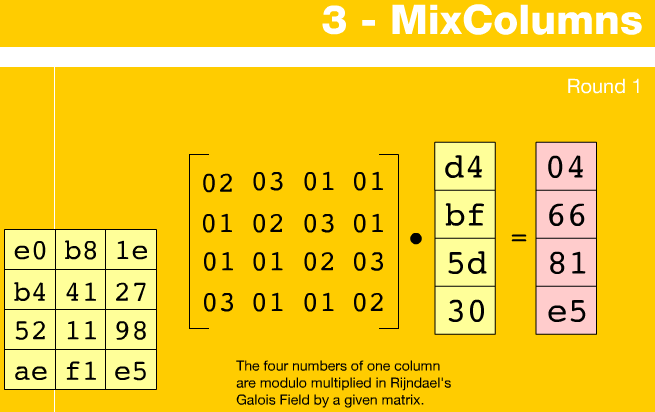 3 - MixColumns
Round 1
02 03 01 01
01 02 03 01
01 01 02 03
03 01 01 02
•
d4
bf
5d
30
=
04
66
81
e5
e0 b8 1e
b4 41 27
52 11 98
ae f1 e5
The four numbers of one column
are modulo multiplied in Rijndael's
Galois Field by a given matrix.